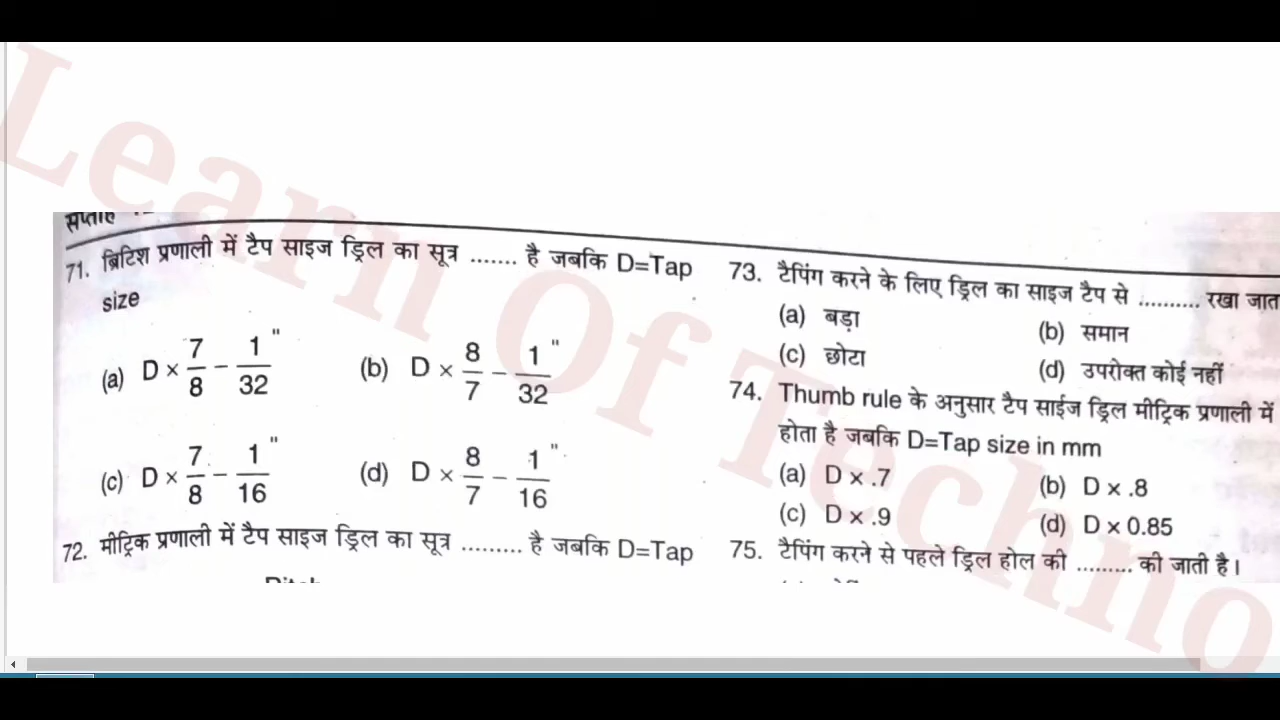 Learn Of Techno
सप्ताह
71. ब्रिटिश प्रणाली में टैप साइज ड्रिल का सूत्र ....... है जबकि D=Tap
size
(a) D × 7/8 − 1/32" (b) D × 8/7 − 1/32"
(c) D × 7/8 − 1/16" (d) D × 8/7 − 1/16"
72. मीट्रिक प्रणाली में टैप साइज ड्रिल का सूत्र ......... है जबकि D=Tap
73. टैपिंग करने के लिए ड्रिल का साइज टैप से .......... रखा जात
(a) बड़ा (b) समान
(c) छोटा (d) उपरोक्त कोई नहीं
74. Thumb rule के अनुसार टैप साईज ड्रिल मीट्रिक प्रणाली में
होता है जबकि D=Tap size in mm
(a) D × .7 (b) D × .8
(c) D × .9 (d) D × 0.85
75. टैपिंग करने से पहले ड्रिल होल की ......... की जाती है।